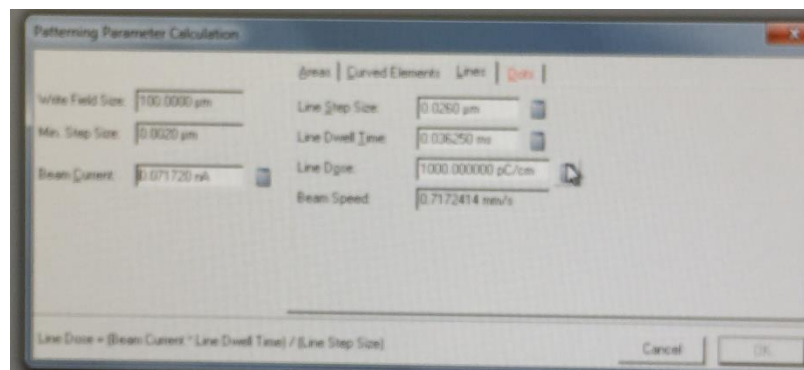 Patterning Parameter Calculation
Areas Curved Elements Lines Dots
Write Field Size: 100.0000 µm
Line Step Size: 0.0260 µm
Min. Step Size: 0.0020 µm
Line Dwell Time: 0.036250 ms
Beam Current: 0.071720 nA
Line Dose: 1000.000000 pC/cm
Beam Speed: 0.7172414 mm/s
Line Dose = (Beam Current * Line Dwell Time) / (Line Step Size)
Cancel OK